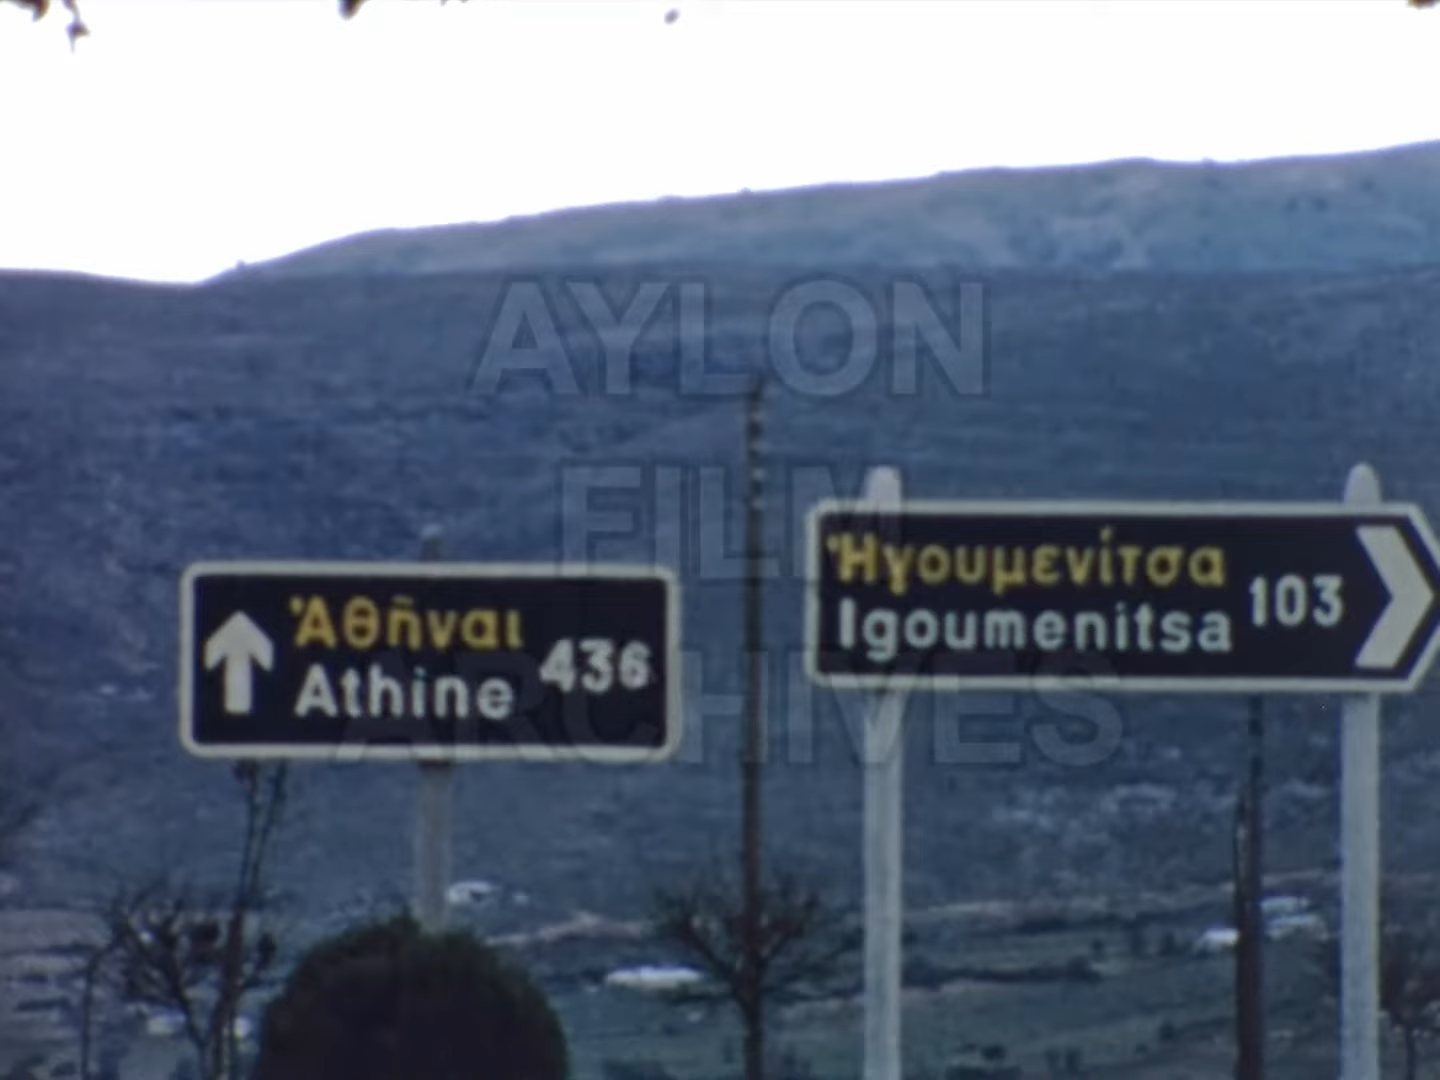 AYLON
FILM
ARCHIVES
Ἀθῆναι
Athine
436
Ἡγουμενίτσα
Igoumenitsa
103